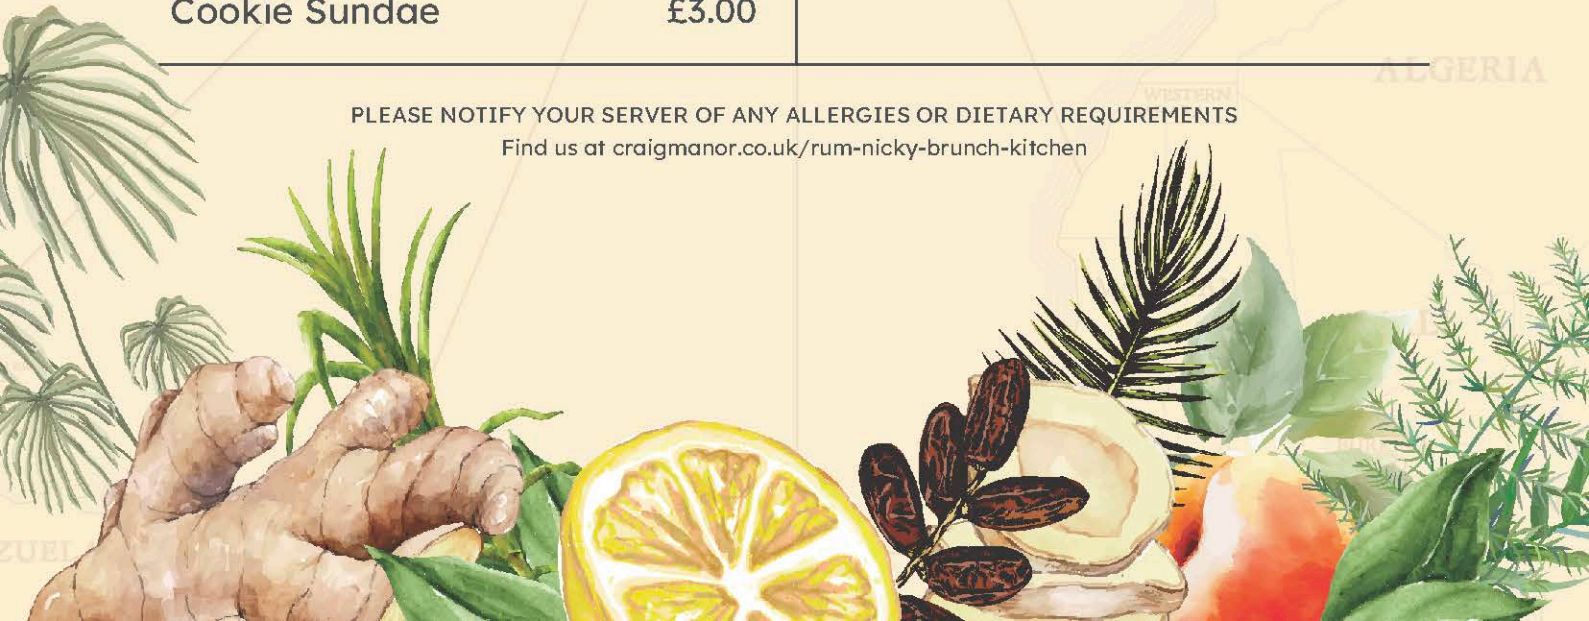 Cookie Sundae £3.00
ALGERIA
WESTERN
PLEASE NOTIFY YOUR SERVER OF ANY ALLERGIES OR DIETARY REQUIREMENTS
Find us at craigmanor.co.uk/rum-nicky-brunch-kitchen
ZUEL